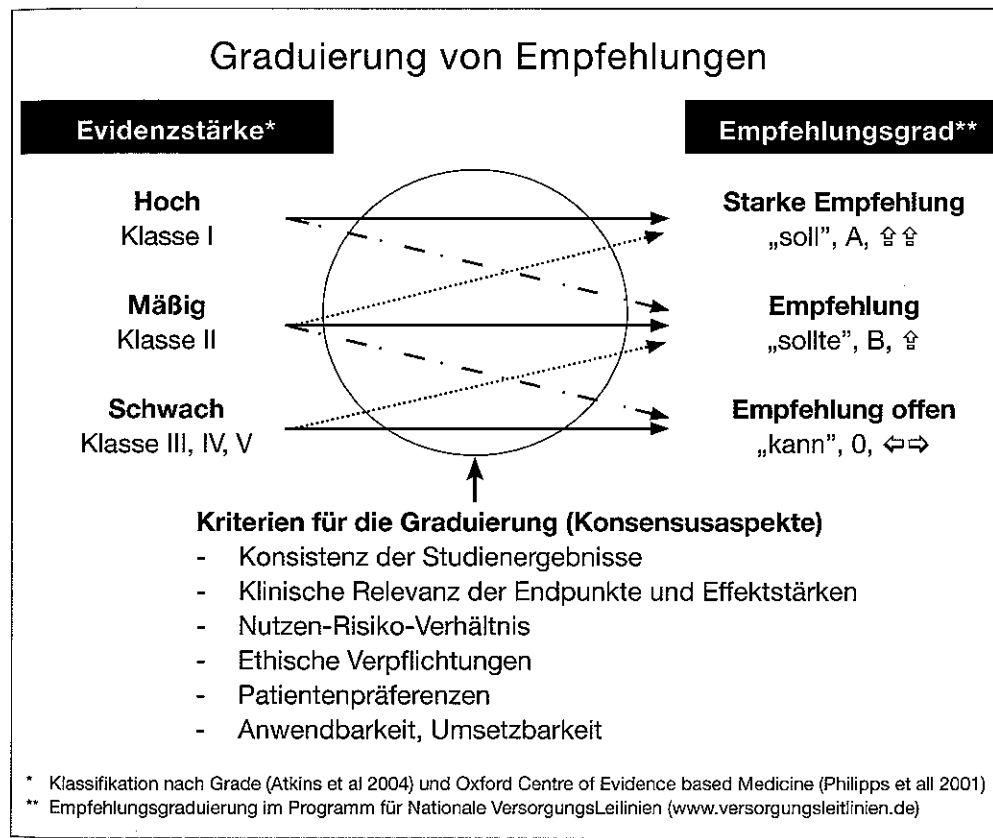 Graduierung von Empfehlungen
Evidenzstärke*
Empfehlungsgrad**
Hoch
Klasse I
Starke Empfehlung
„soll”, A, ⇧⇧
Mäßig
Klasse II
Empfehlung
„sollte”, B, ⇧
Schwach
Klasse III, IV, V
Empfehlung offen
„kann”, 0, ⇦⇨
Kriterien für die Graduierung (Konsensusaspekte)
- Konsistenz der Studienergebnisse
- Klinische Relevanz der Endpunkte und Effektstärken
- Nutzen-Risiko-Verhältnis
- Ethische Verpflichtungen
- Patientenpräferenzen
- Anwendbarkeit, Umsetzbarkeit
* Klassifikation nach Grade (Atkins et al 2004) und Oxford Centre of Evidence based Medicine (Philipps et all 2001)
** Empfehlungsgraduierung im Programm für Nationale VersorgungsLeilinien (www.versorgungsleitlinien.de)